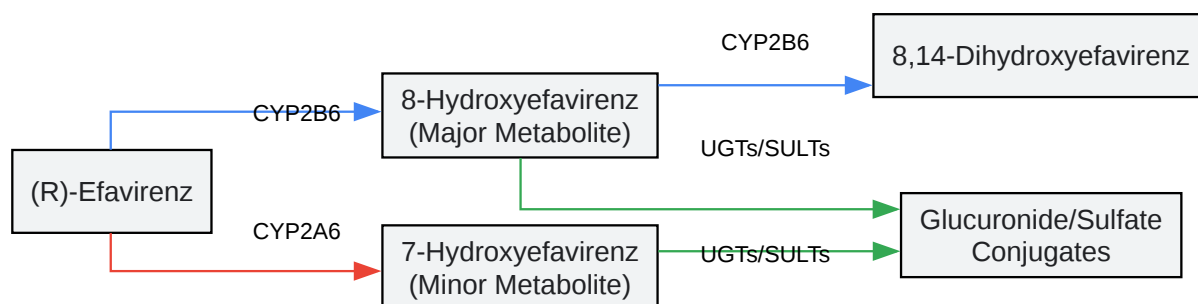 CYP2B6
8,14-Dihydroxyefavirenz
8-Hydroxyefavirenz
(Major Metabolite)
CYP2B6
UGTs/SULTs
(R)-Efavirenz
CYP2A6
7-Hydroxyefavirenz
(Minor Metabolite)
UGTs/SULTs
Glucuronide/Sulfate
Conjugates